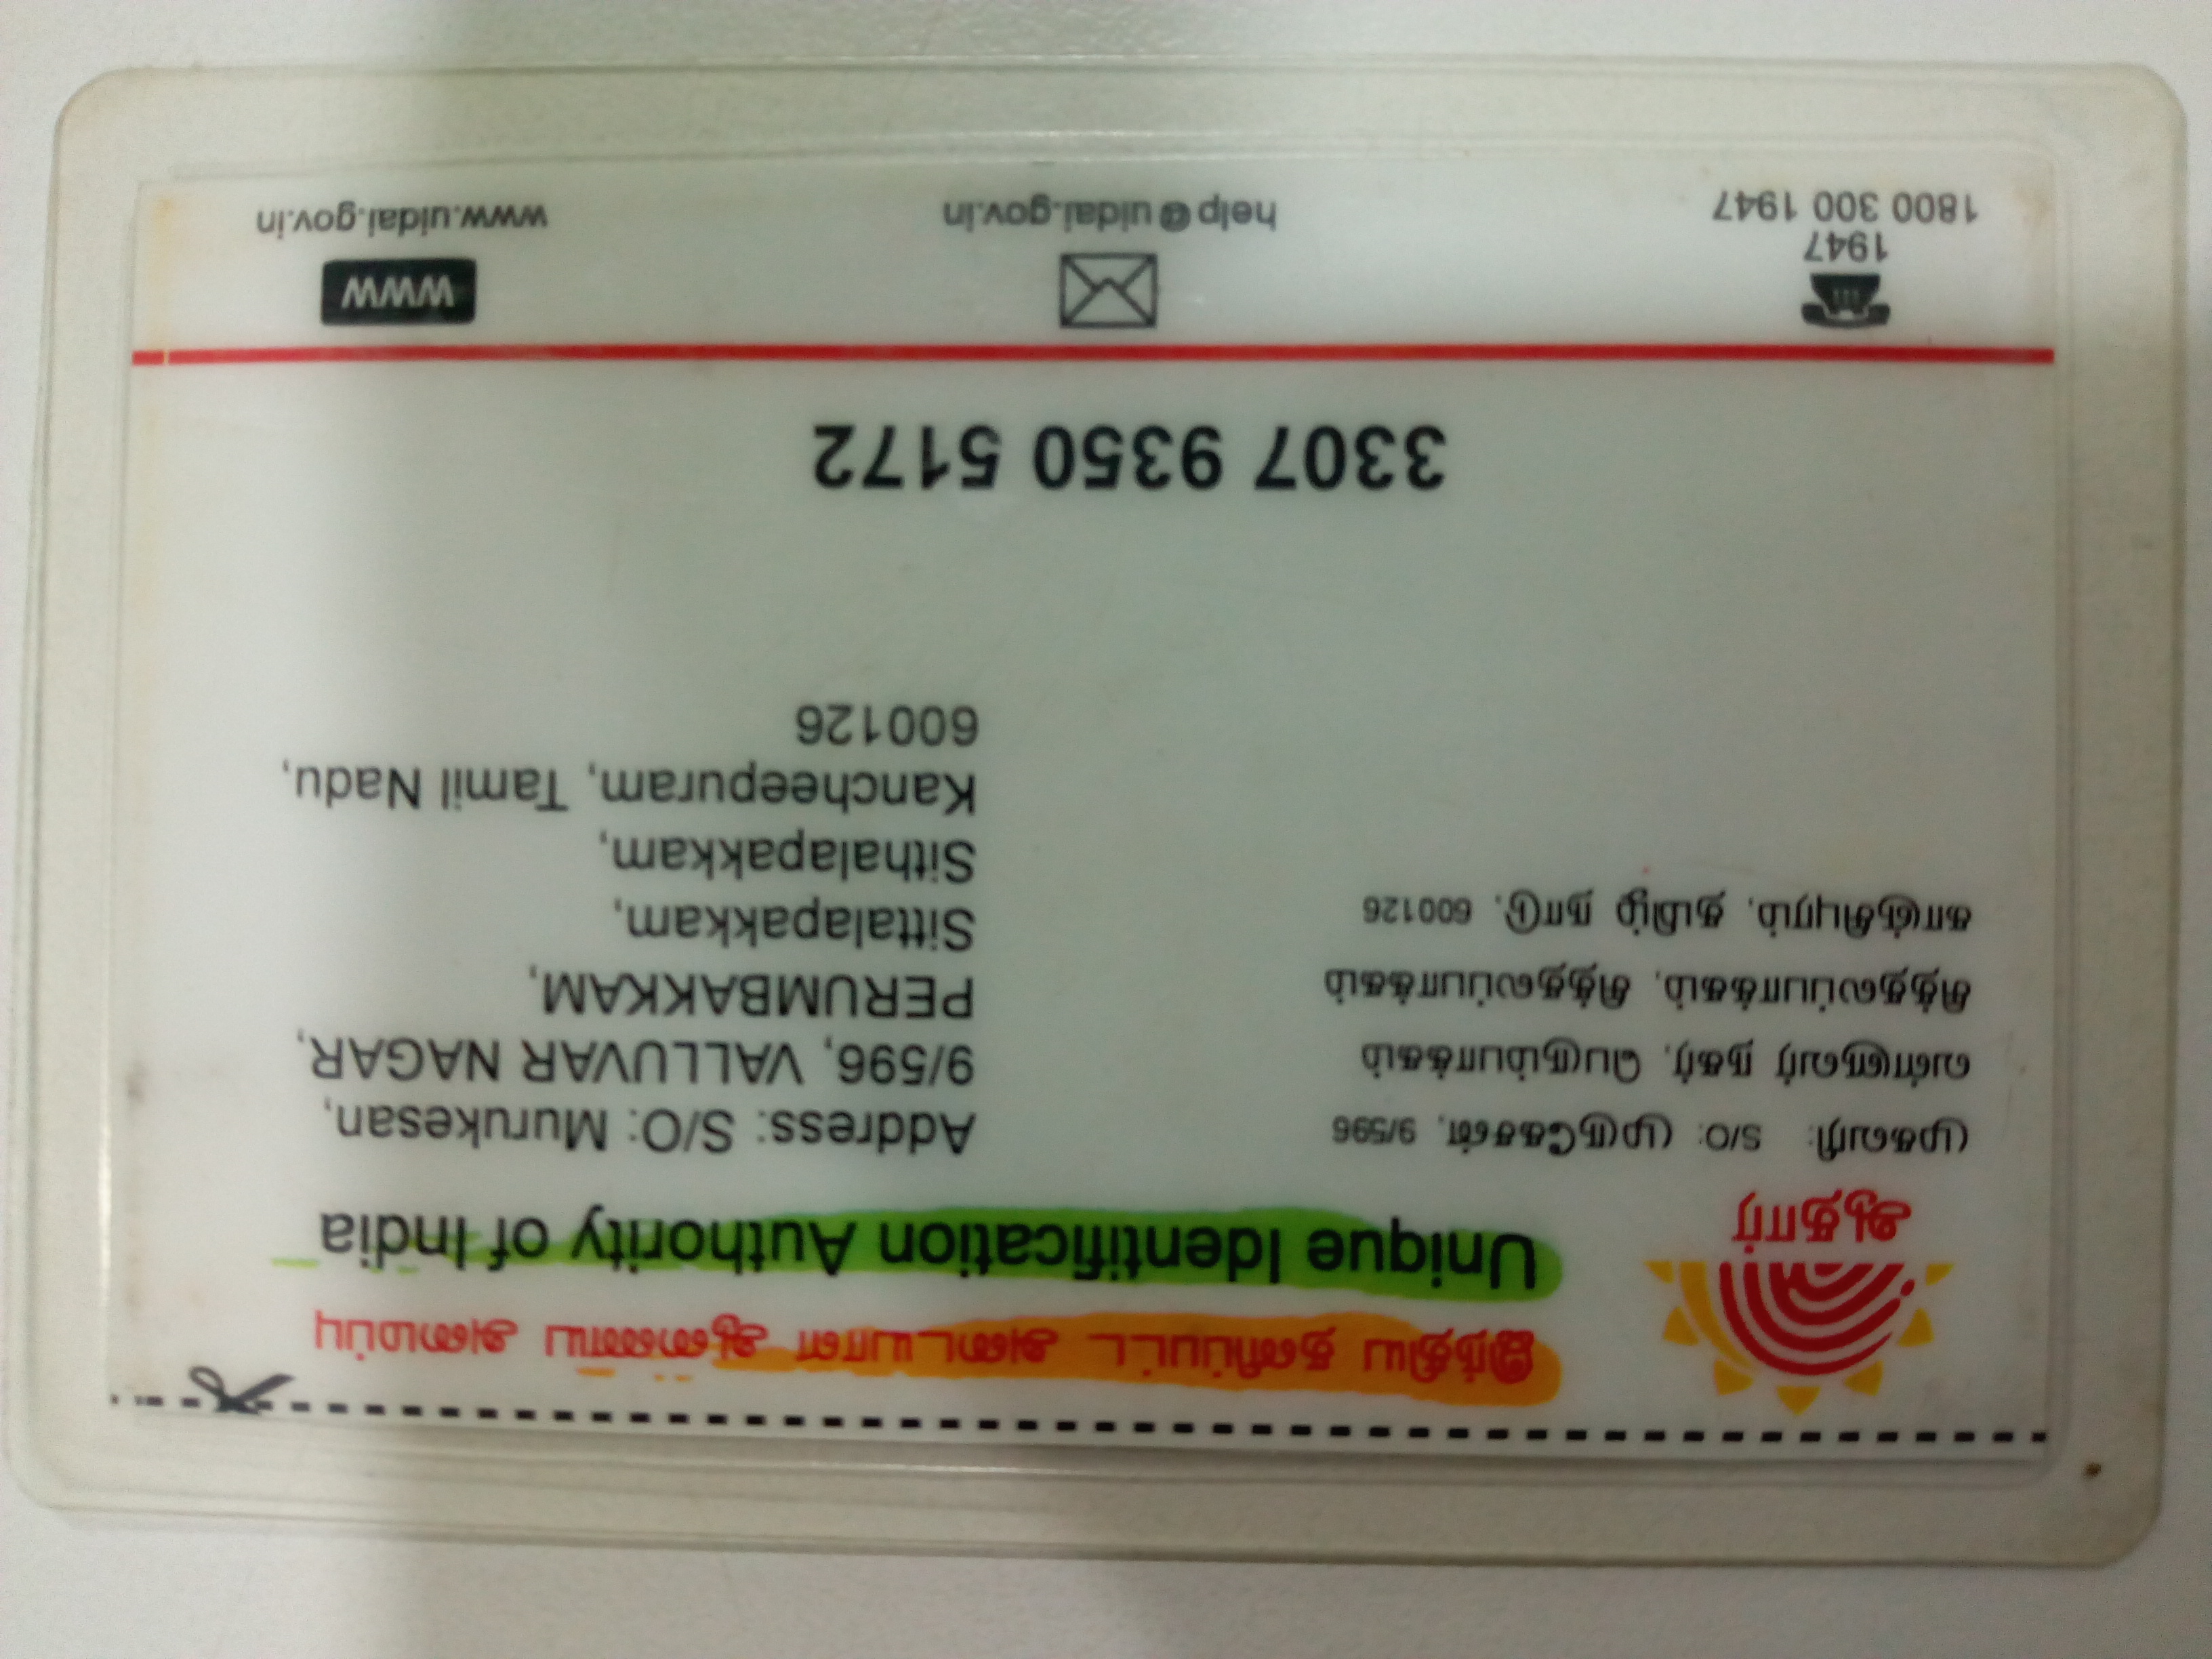 இந்திய தனிப்பட்ட அடையாள ஆணைய அமைப்பு
Unique Identification Authority of India
ஆதார்
முகவரி: S/O: முருகேசன், 9/596
வள்ளுவர் நகர், பெரும்பாக்கம்
சித்தலப்பாக்கம், சித்தலப்பாக்கம்
காஞ்சிபுரம், தமிழ் நாடு, 600126
Address: S/O: Murukesan,
9/596, VALLUVAR NAGAR,
PERUMBAKKAM,
Sittalapakkam,
Sithalapakkam,
Kancheepuram, Tamil Nadu,
600126
3307 9350 5172
1947
1800 300 1947
help@uidai.gov.in
WWW
www.uidai.gov.in